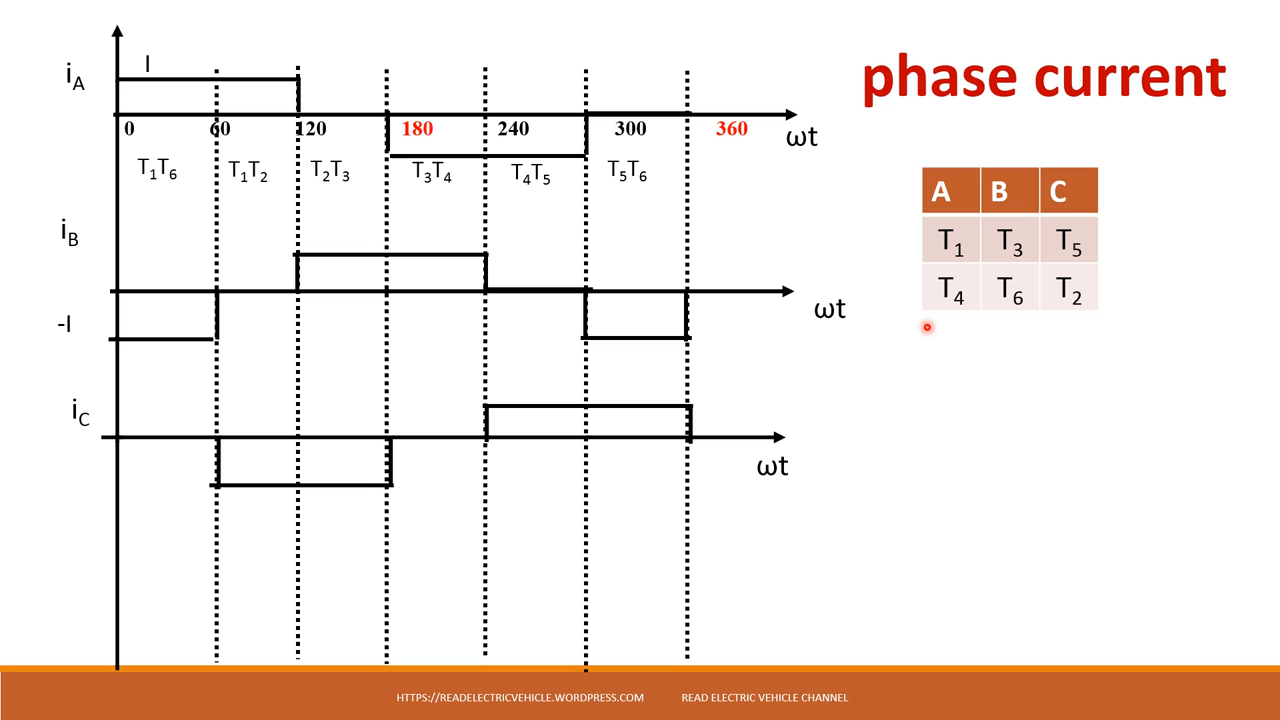 phase current
i_A
I
0 60 120 180 240 300 360
ωt
T₁T₆ T₁T₂ T₂T₃ T₃T₄ T₄T₅ T₅T₆
A B C
T₁ T₃ T₅
T₄ T₆ T₂
i_B
ωt
-I
i_C
ωt
HTTPS://READELECTRICVEHICLE.WORDPRESS.COM READ ELECTRIC VEHICLE CHANNEL